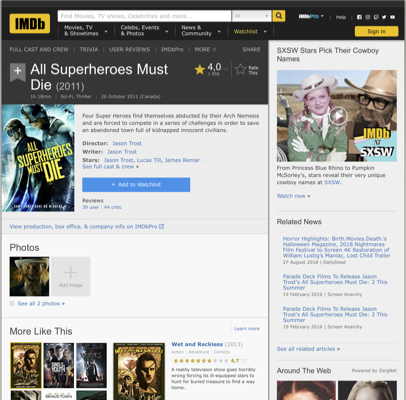 IMDb
Find Movies, TV shows, Celebrities and more...
All
Movies, TV & Showtimes
Celebs, Events & Photos
News & Community
Watchlist
IMDbPro
Help
Sign in
FULL CAST AND CREW | TRIVIA | USER REVIEWS | IMDbPro | MORE
SHARE
All Superheroes Must Die (2011)
4,0
Rate This
1h 18min | Sci-Fi, Thriller | 26 October 2011 (Canada)
ALL SUPERHEROES MUST DIE
Four Super Heros find themselves abducted by their Arch Nemesis
and are forced to compete in a series of challenges in order to save
an abandoned town full of kidnapped innocent civilians.
Director: Jason Trost
Writer: Jason Trost
Stars: Jason Trost, Lucas Till, James Remar |
See full cast & crew »
+ Add to Watchlist
Reviews
39 user | 44 critic
View production, box office, & company info on IMDbPro
Photos
Add Image
See all 2 photos »
More Like This
Learn more
Wet and Reckless (2013)
Action | Adventure | Comedy
6,7
A reality television show goes horribly
wrong forcing its ill-equipped stars to
hunt for buried treasure to find a way
home.
SXSW Stars Pick Their Cowboy
Names
IMDb
AT
SXSW
From Princess Blue Rhino to Pumpkin
McSorley's, stars reveal their very
unique cowboy names at SXSW.
Watch now »
Related News
Horror Highlights: Birth.Movies.Death.'s
Halloween Magazine, 2018 Nightmares
Film Festival to Screen 4K Restoration of
William Lustig's Maniac, Lost Child Trailer
27 August 2018 | DailyDead
Parade Deck Films To Release Jason
Trost's All Superheroes Must Die: 2 This
Summer
19 February 2016 | Screen Anarchy
Parade Deck Films To Release Jason
Trost's All Superheroes Must Die: 2 This
Summer
19 February 2016 | Screen Anarchy
See all related articles »
Around The Web
Powered by ZergNet